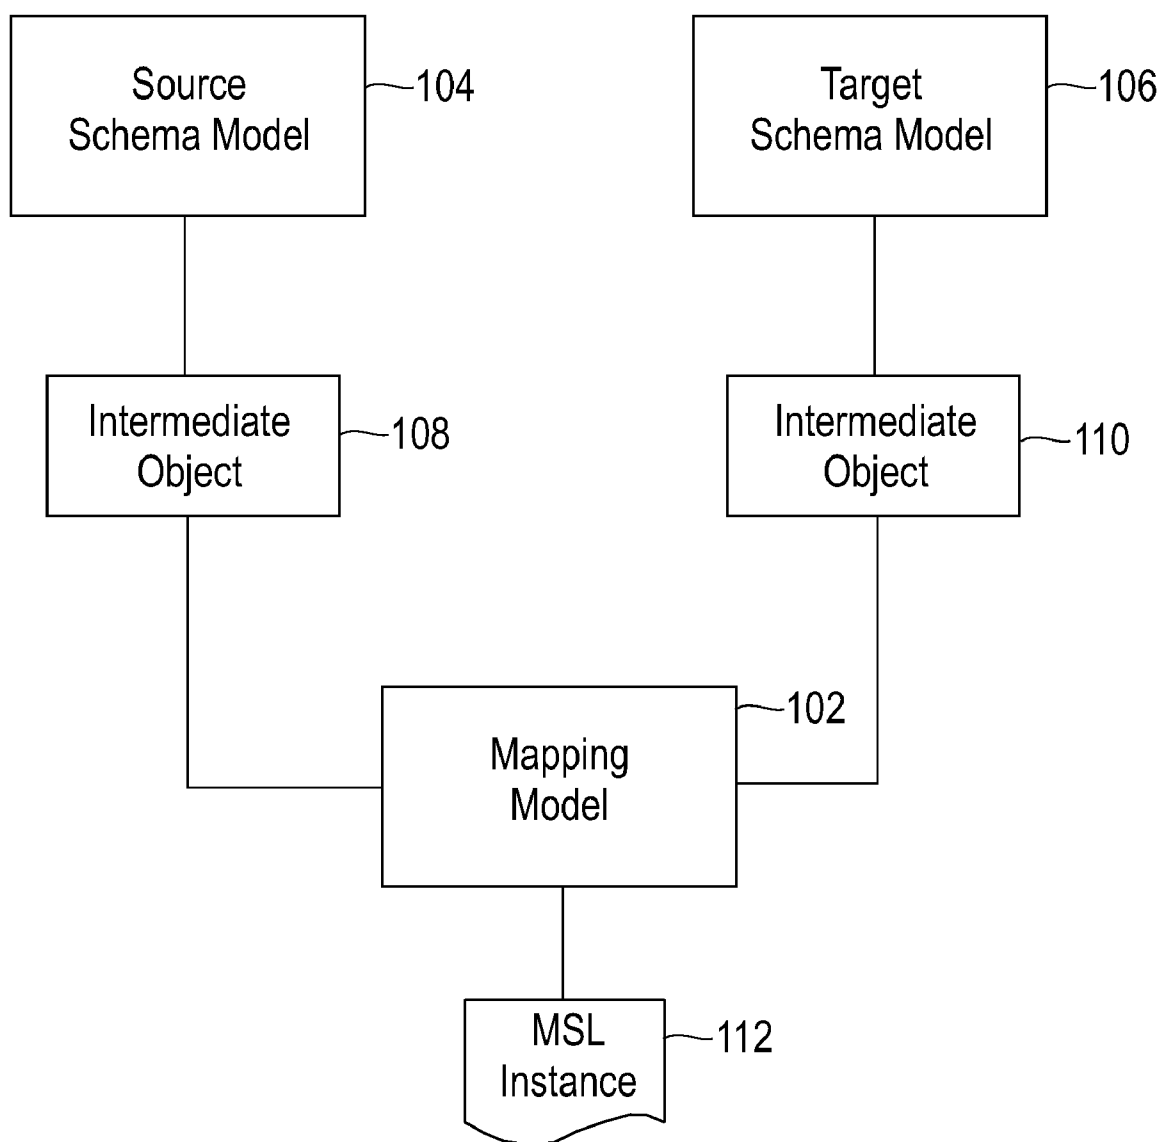 Source
Schema Model
104
Target
Schema Model
106
Intermediate
Object
108
Intermediate
Object
110
Mapping
Model
102
MSL
Instance
112